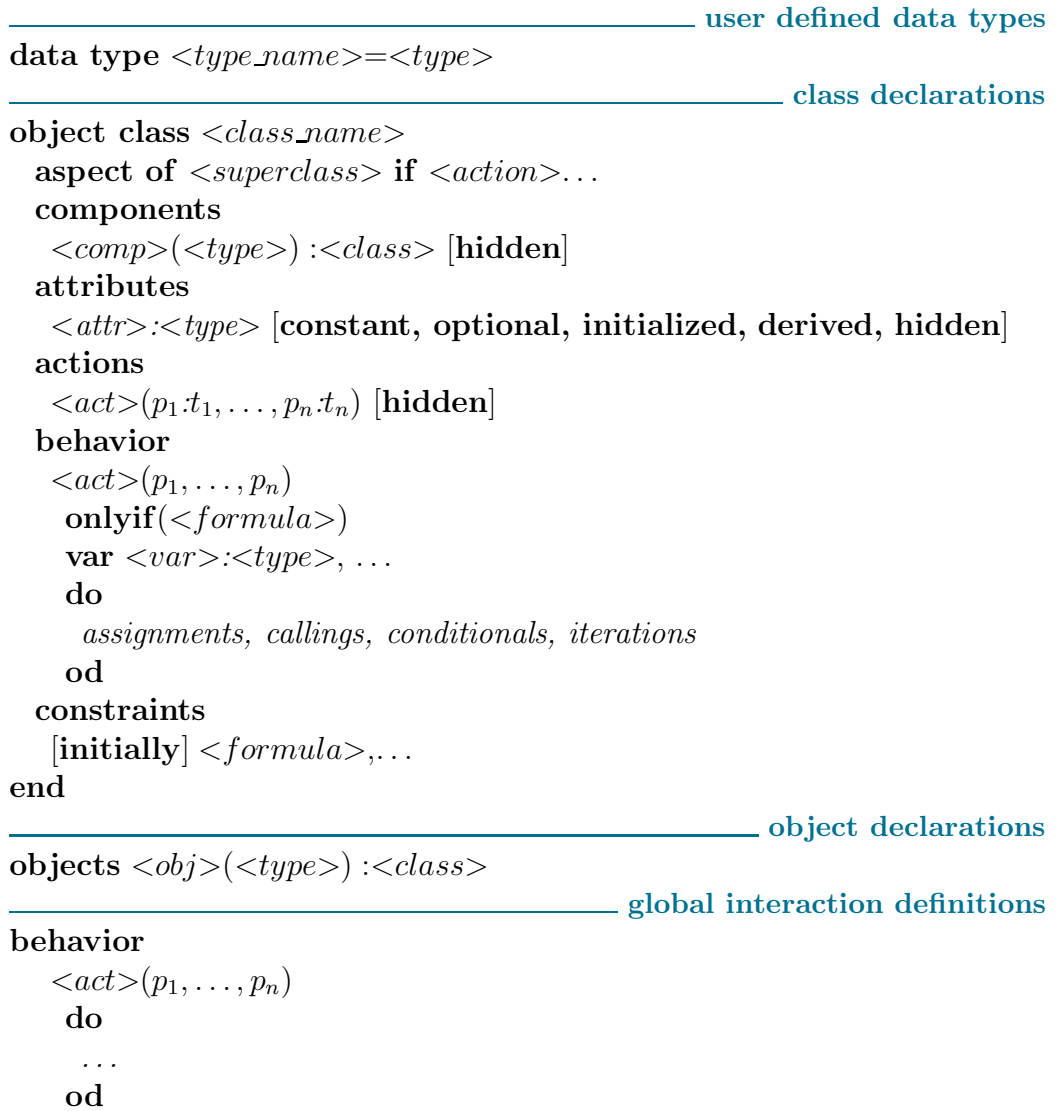 user defined data types
data type <type_name>=<type>
class declarations
object class <class_name>
aspect of <superclass> if <action>...
components
<comp>(<type>) :<class> [hidden]
attributes
<attr>:<type> [constant, optional, initialized, derived, hidden]
actions
<act>(p₁:t₁,...,pₙ:tₙ) [hidden]
behavior
<act>(p₁,...,pₙ)
onlyif(<formula>)
var <var>:<type>, ...
do
assignments, callings, conditionals, iterations
od
constraints
[initially] <formula>,...
end
object declarations
objects <obj>(<type>) :<class>
global interaction definitions
behavior
<act>(p₁,...,pₙ)
do
...
od